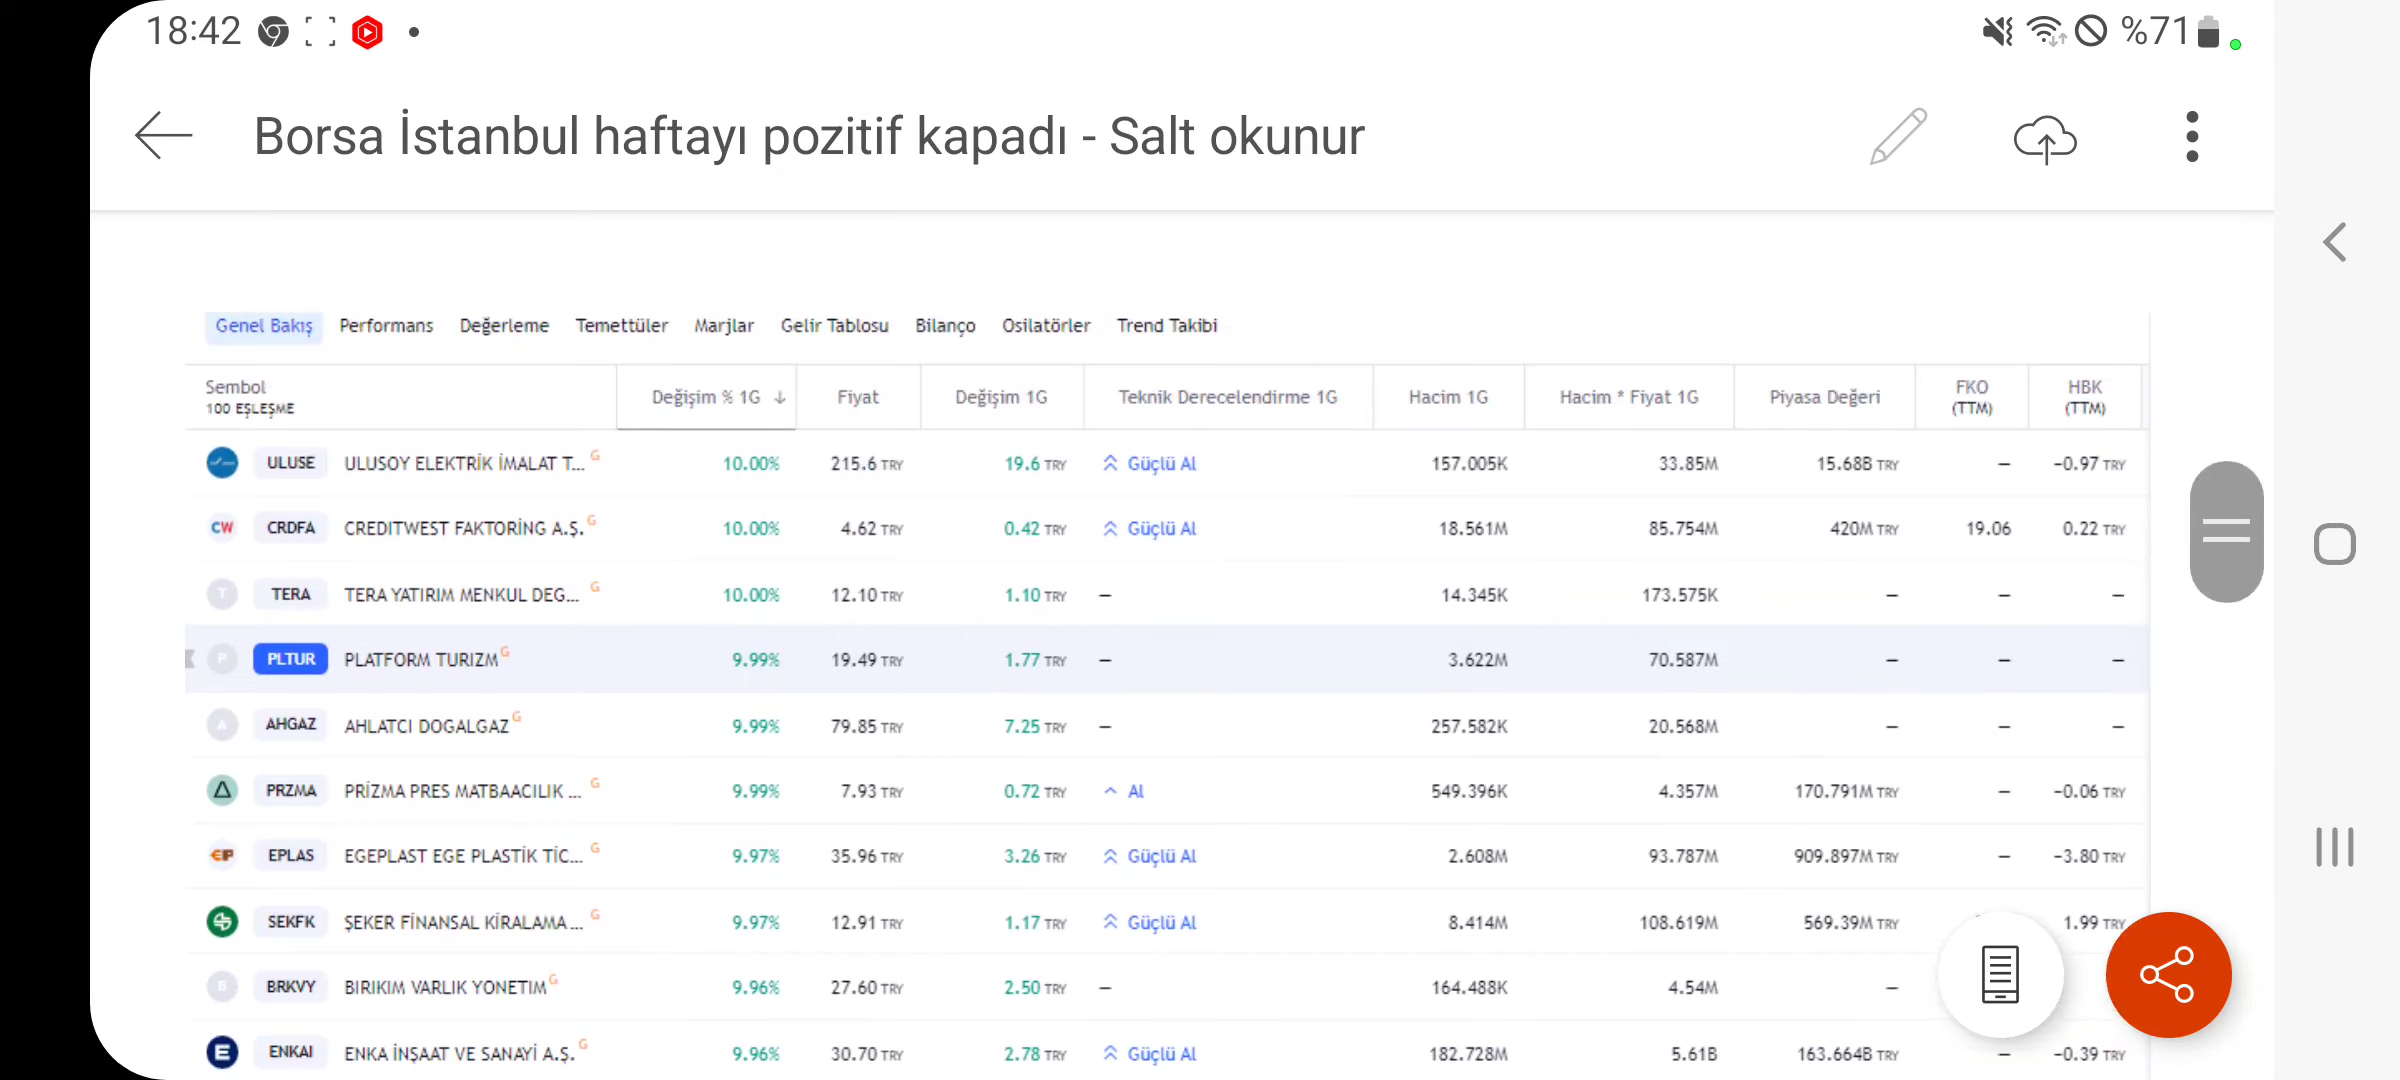 18:42 %71
Borsa İstanbul haftayı pozitif kapadı - Salt okunur
Genel Bakış Performans Değerleme Temettüler Marjlar Gelir Tablosu Bilanço Osilatörler Trend Takibi
Sembol 100 EŞLEŞME Değişim % 1G ↓ Fiyat Değişim 1G Teknik Derecelendirme 1G Hacim 1G Hacim * Fiyat 1G Piyasa Değeri FKO (TTM) HBK (TTM)
ULUSE ULUSOY ELEKTRİK İMALAT T... G 10.00% 215.6 TRY 19.6 TRY Güçlü Al 157.005K 33.85M 15.68B TRY — −0.97 TRY
CW CRDFA CREDITWEST FAKTORİNG A.Ş. G 10.00% 4.62 TRY 0.42 TRY Güçlü Al 18.561M 85.754M 420M TRY 19.06 0.22 TRY
T TERA TERA YATIRIM MENKUL DEG... G 10.00% 12.10 TRY 1.10 TRY — 14.345K 173.575K — — —
P PLTUR PLATFORM TURIZM G 9.99% 19.49 TRY 1.77 TRY — 3.622M 70.587M — — —
A AHGAZ AHLATCI DOGALGAZ G 9.99% 79.85 TRY 7.25 TRY — 257.582K 20.568M — — —
PRZMA PRİZMA PRES MATBAACILIK ... G 9.99% 7.93 TRY 0.72 TRY Al 549.396K 4.357M 170.791M TRY — −0.06 TRY
EP EPLAS EGEPLAST EGE PLASTİK TİC... G 9.97% 35.96 TRY 3.26 TRY Güçlü Al 2.608M 93.787M 909.897M TRY — −3.80 TRY
SEKFK ŞEKER FİNANSAL KİRALAMA ... G 9.97% 12.91 TRY 1.17 TRY Güçlü Al 8.414M 108.619M 569.39M TRY 1.99 TRY
B BRKVY BIRIKIM VARLIK YONETIM G 9.96% 27.60 TRY 2.50 TRY — 164.488K 4.54M —
E ENKAI ENKA İNŞAAT VE SANAYİ A.Ş. G 9.96% 30.70 TRY 2.78 TRY Güçlü Al 182.728M 5.61B 163.664B TRY — −0.39 TRY